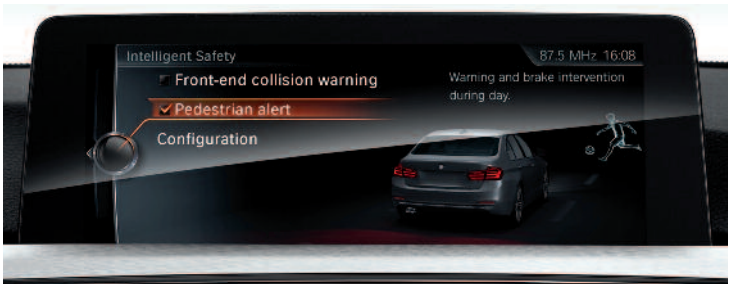 Intelligent Safety
87.5 MHz 16:08
Front-end collision warning
Pedestrian alert
Configuration
Warning and brake intervention
during day.